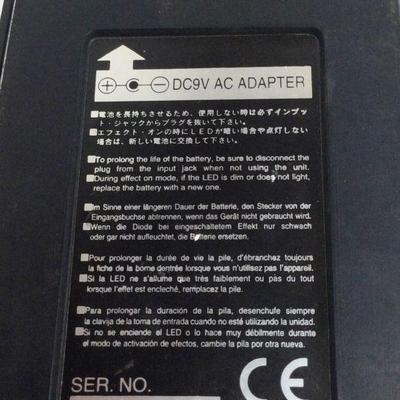 DC9V AC ADAPTER
■電池を長持ちさせるため、使用しない時は必ずインプッ
ト・ジャックからプラグを抜いて下さい。
■エフェクト・オンの時にLEDが暗い場合や点灯しない
場合は、新しい電池に交換して下さい。
■To prolong the life of the battery, be sure to disconnect the
plug from the input jack when not using the unit.
■During effect on mode, if the LED is dim or does not light,
replace the battery with a new one.
■Im Sinne einer längeren Dauer der Batterie, den Stecker von der
Eingangsbuchse abtrennen, wenn das Gerät nicht gebraucht wird.
■Wenn die Diode bei eingeschaltetem Effekt nur schwach
oder gar nicht aufleuchtet, die Batterie ersetzen.
■Pour prolonger la durée de vie la pile, d'ébranchez toujours
la fiche de la borne d'entrée lorsque vous n'utilisez pas l'appareil.
■Si la LED ne s'allume que très faiblement ou pas du tout
lorsque l'effet est encleché, remplacez la pile.
■Para prolongar la duración de la pila, desenchufe siempre
la clavija de la toma de entrada cuando no esté utilizando la unidad.
■Si no se enciende el LED o lo hace muy débilmente durante
el modo de activación de efectos, cambie la pila por otra nueva.
SER. NO.
CE